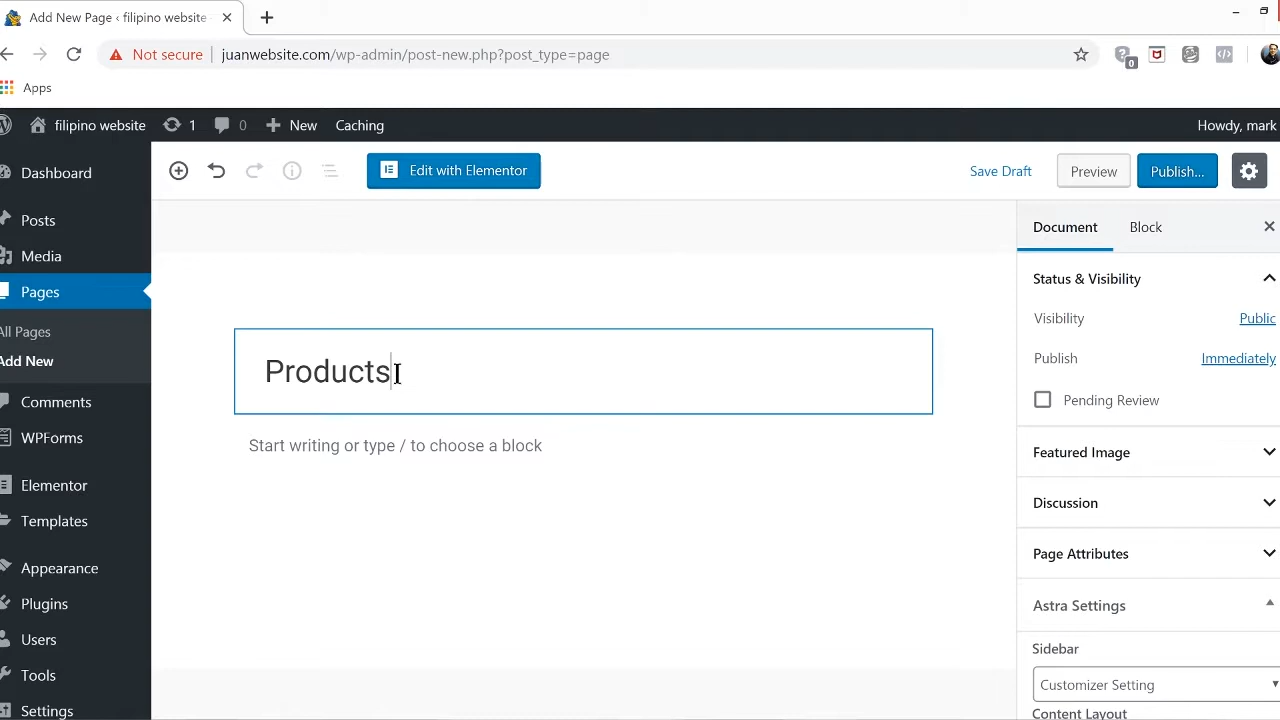 Add New Page ‹ filipino website
Not secure juanwebsite.com/wp-admin/post-new.php?post_type=page
0
Apps
filipino website 1 0 New Caching Howdy, mark
Edit with Elementor Save Draft Preview Publish...
Dashboard
Posts
Media
Pages
All Pages
Add New
Comments
WPForms
Elementor
Templates
Appearance
Plugins
Users
Tools
Settings
Products
Start writing or type / to choose a block
Document Block
Status & Visibility
Visibility Public
Publish Immediately
Pending Review
Featured Image
Discussion
Page Attributes
Astra Settings
Sidebar
Customizer Setting
Content Layout